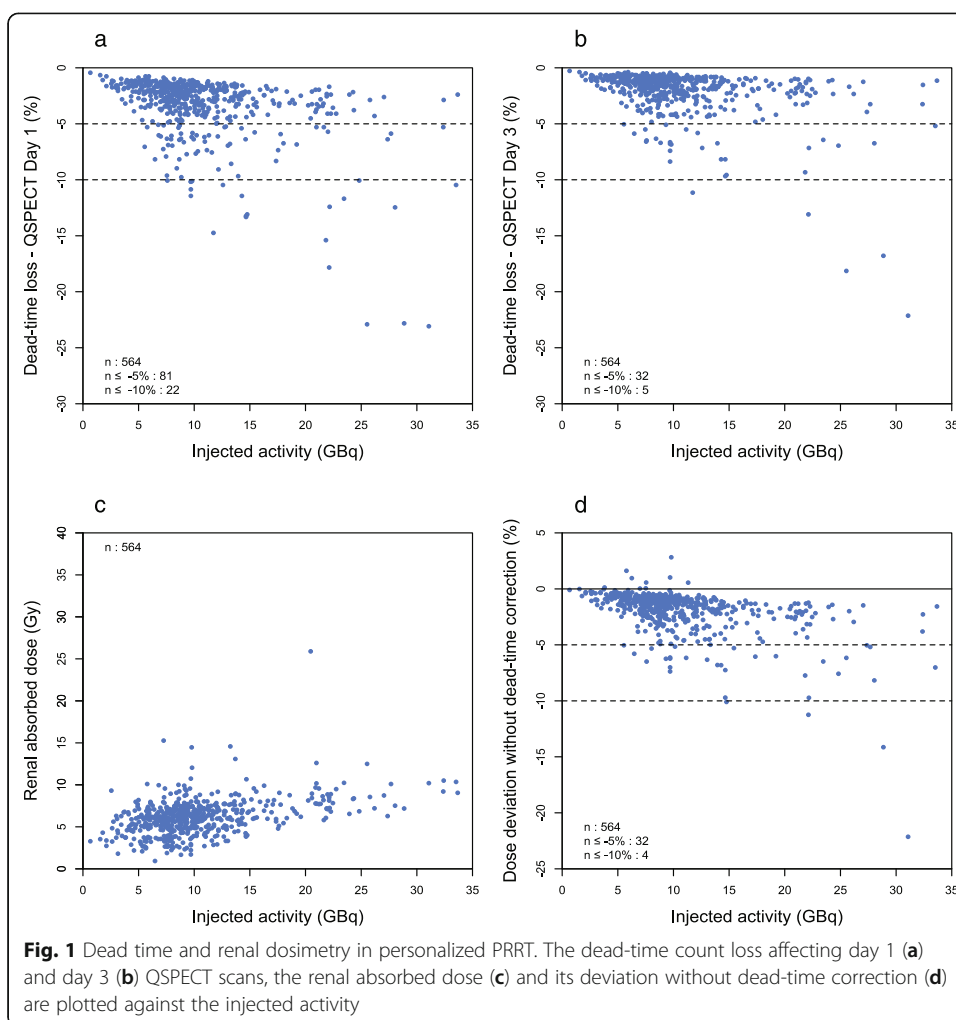 a
Dead-time loss - QSPECT Day 1 (%)
0
-5
-10
-15
-20
-25
-30
n : 564
n ≤ -5% : 81
n ≤ -10% : 22
0 5 10 15 20 25 30 35
Injected activity (GBq)
b
Dead-time loss - QSPECT Day 3 (%)
0
-5
-10
-15
-20
-25
-30
n : 564
n ≤ -5% : 32
n ≤ -10% : 5
0 5 10 15 20 25 30 35
Injected activity (GBq)
c
Renal absorbed dose (Gy)
40
35
30
25
20
15
10
5
0
n : 564
0 5 10 15 20 25 30 35
Injected activity (GBq)
d
Dose deviation without dead-time correction (%)
5
0
-5
-10
-15
-20
-25
n : 564
n ≤ -5% : 32
n ≤ -10% : 4
0 5 10 15 20 25 30 35
Injected activity (GBq)
Fig. 1 Dead time and renal dosimetry in personalized PRRT. The dead-time count loss affecting day 1 (a)
and day 3 (b) QSPECT scans, the renal absorbed dose (c) and its deviation without dead-time correction (d)
are plotted against the injected activity